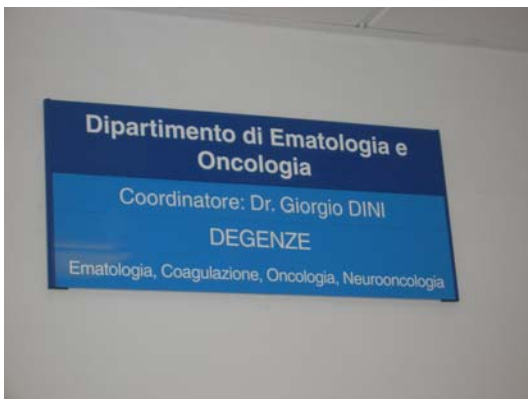 Dipartimento di Ematologia e
Oncologia
Coordinatore: Dr. Giorgio DINI
DEGENZE
Ematologia, Coagulazione, Oncologia, Neurooncologia